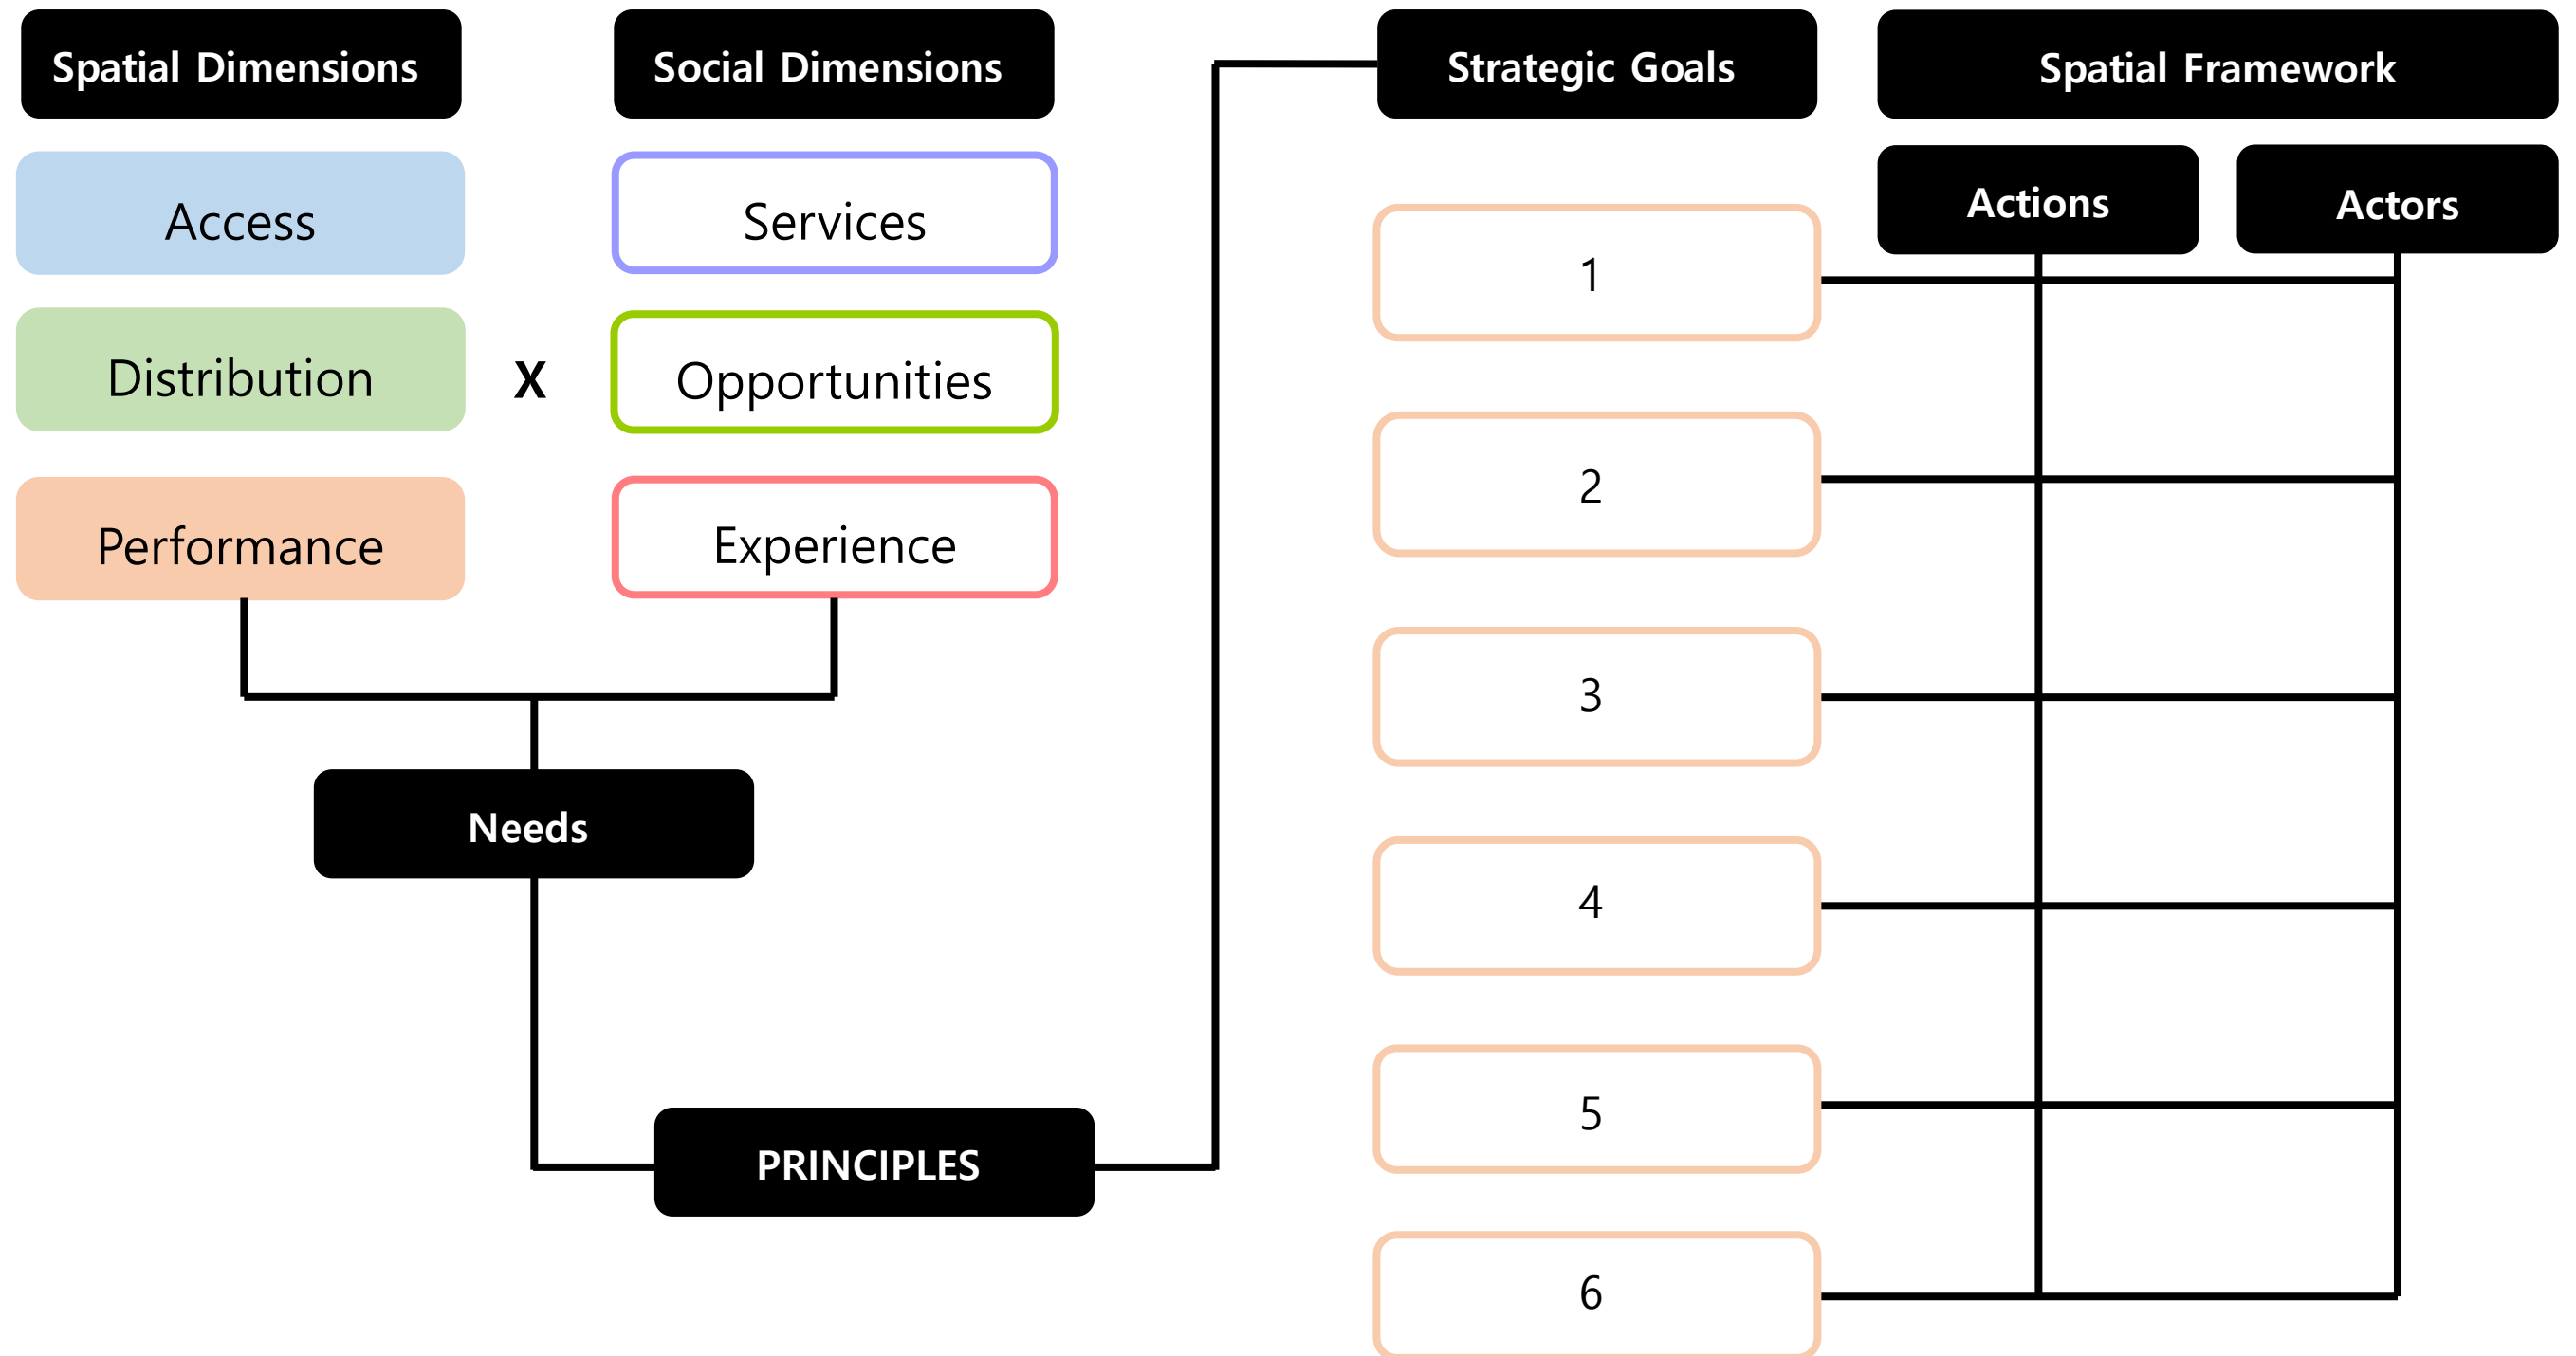 Spatial Dimensions
Social Dimensions
Access
Services
Distribution
X
Opportunities
Performance
Experience
Needs
PRINCIPLES
Strategic Goals
Spatial Framework
Actions
Actors
1
2
3
4
5
6